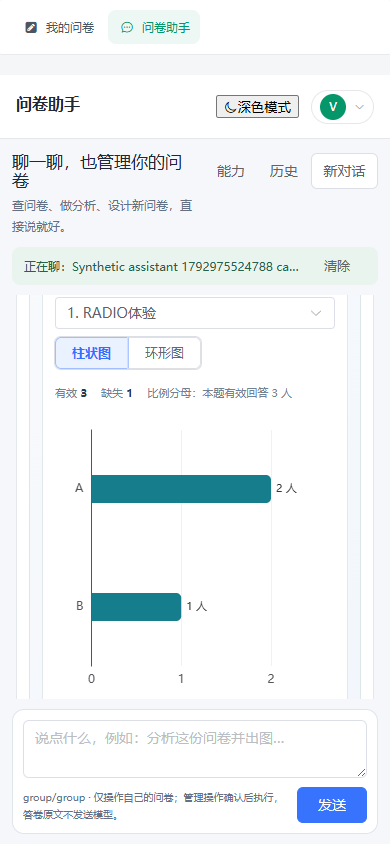 我的问卷
问卷助手
问卷助手
深色模式
V
聊一聊，也管理你的问
卷
能力
历史
新对话
查问卷、做分析、设计新问卷，直
接说就好。
正在聊：Synthetic assistant 1792975524788 ca...
清除
1. RADIO体验
柱状图
环形图
有效 3 缺失 1 比例分母：本题有效回答 3 人
A
2 人
B
1 人
0 1 2
说点什么，例如：分析这份问卷并出图...
group/group · 仅操作自己的问卷；管理操作确认后执行，
答卷原文不发送模型。
发送